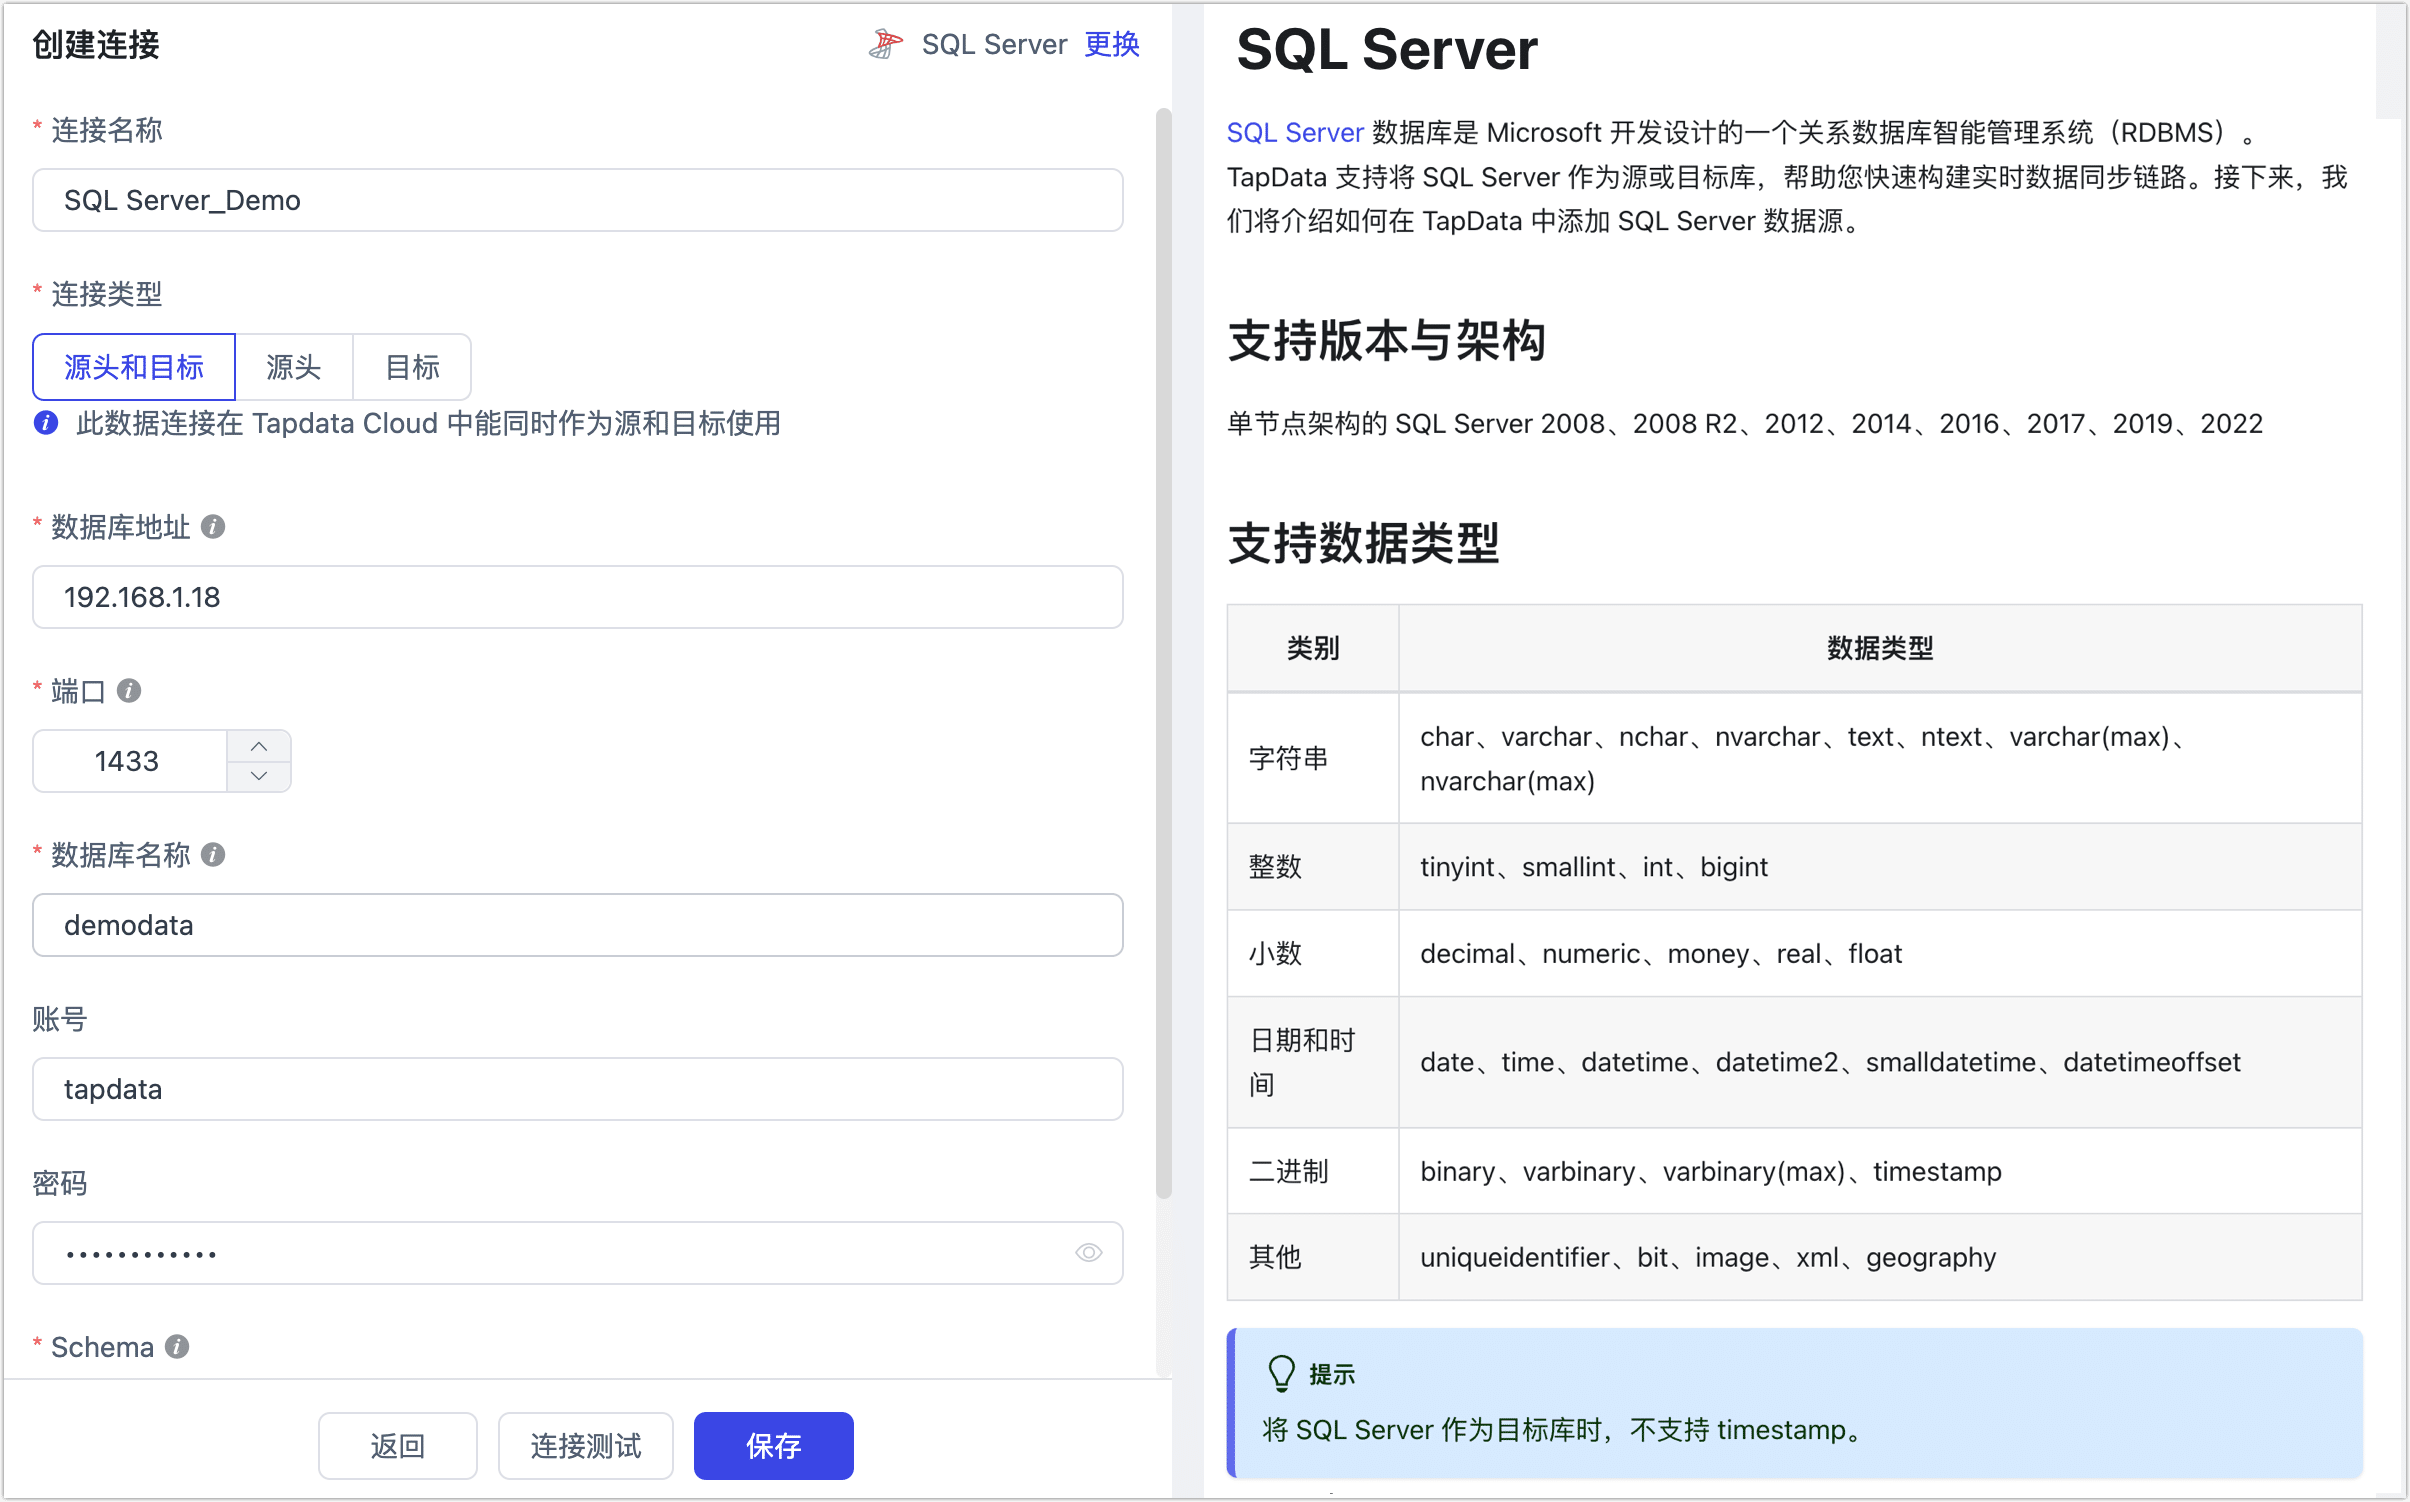 创建连接
SQL Server 更换
* 连接名称
SQL Server_Demo
* 连接类型
源头和目标 源头 目标
此数据连接在 Tapdata Cloud 中能同时作为源和目标使用
* 数据库地址
192.168.1.18
* 端口
1433
* 数据库名称
demodata
账号
tapdata
密码
••••••••••••
* Schema
返回 连接测试 保存
SQL Server
SQL Server 数据库是 Microsoft 开发设计的一个关系数据库智能管理系统（RDBMS）。
TapData 支持将 SQL Server 作为源或目标库，帮助您快速构建实时数据同步链路。接下来，我
们将介绍如何在 TapData 中添加 SQL Server 数据源。
支持版本与架构
单节点架构的 SQL Server 2008、2008 R2、2012、2014、2016、2017、2019、2022
支持数据类型
类别 数据类型
字符串 char、varchar、nchar、nvarchar、text、ntext、varchar(max)、
nvarchar(max)
整数 tinyint、smallint、int、bigint
小数 decimal、numeric、money、real、float
日期和时
间
date、time、datetime、datetime2、smalldatetime、datetimeoffset
二进制 binary、varbinary、varbinary(max)、timestamp
其他 uniqueidentifier、bit、image、xml、geography
提示
将 SQL Server 作为目标库时，不支持 timestamp。